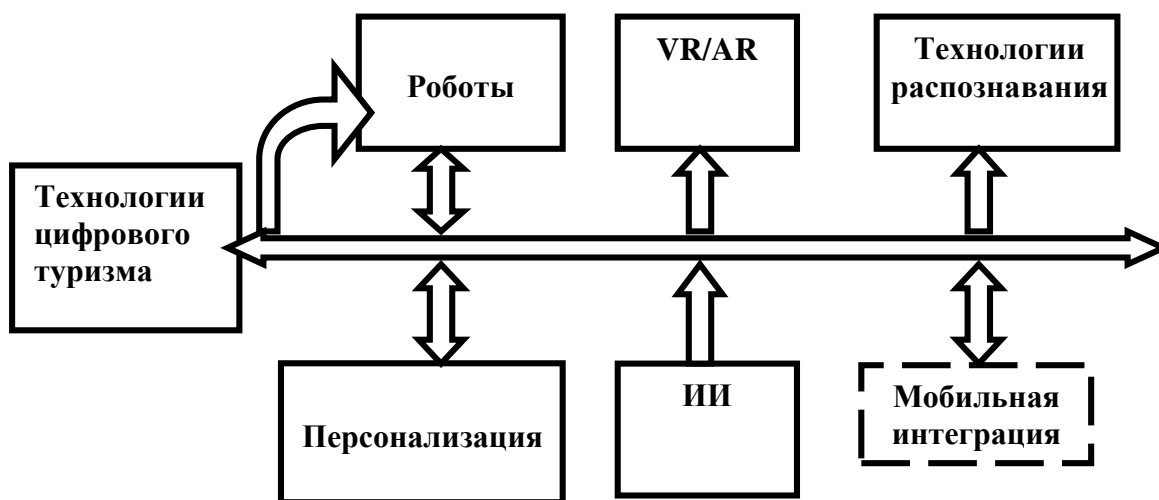 Роботы
VR/AR
Технологии
распознавания
Технологии
цифрового
туризма
Персонализация
ИИ
Мобильная
интеграция